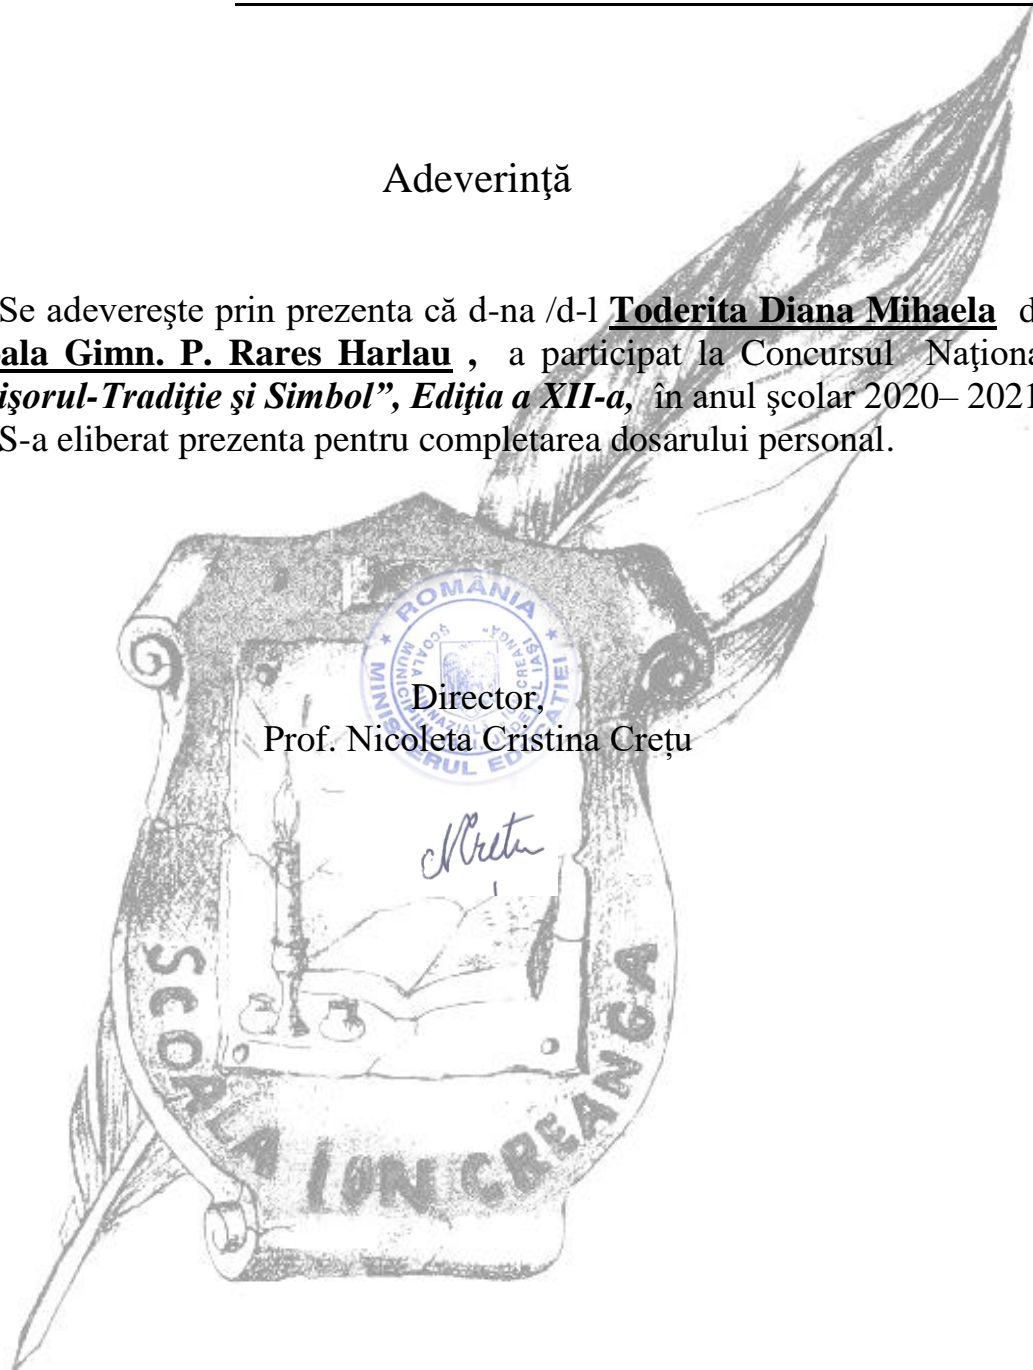 Adeverinţă
Se adevereşte prin prezenta că d-na /d-l Toderita Diana Mihaela d
ala Gimn. P. Rares Harlau , a participat la Concursul Naţiona
işorul-Tradiţie şi Simbol”, Ediţia a XII-a, în anul şcolar 2020– 2021
S-a eliberat prezenta pentru completarea dosarului personal.
ROMÂNIA
MINISTERUL EDUCAŢIEI
Director,
Prof. Nicoleta Cristina Crețu
NCretu
ŞCOALA ION CREANGA